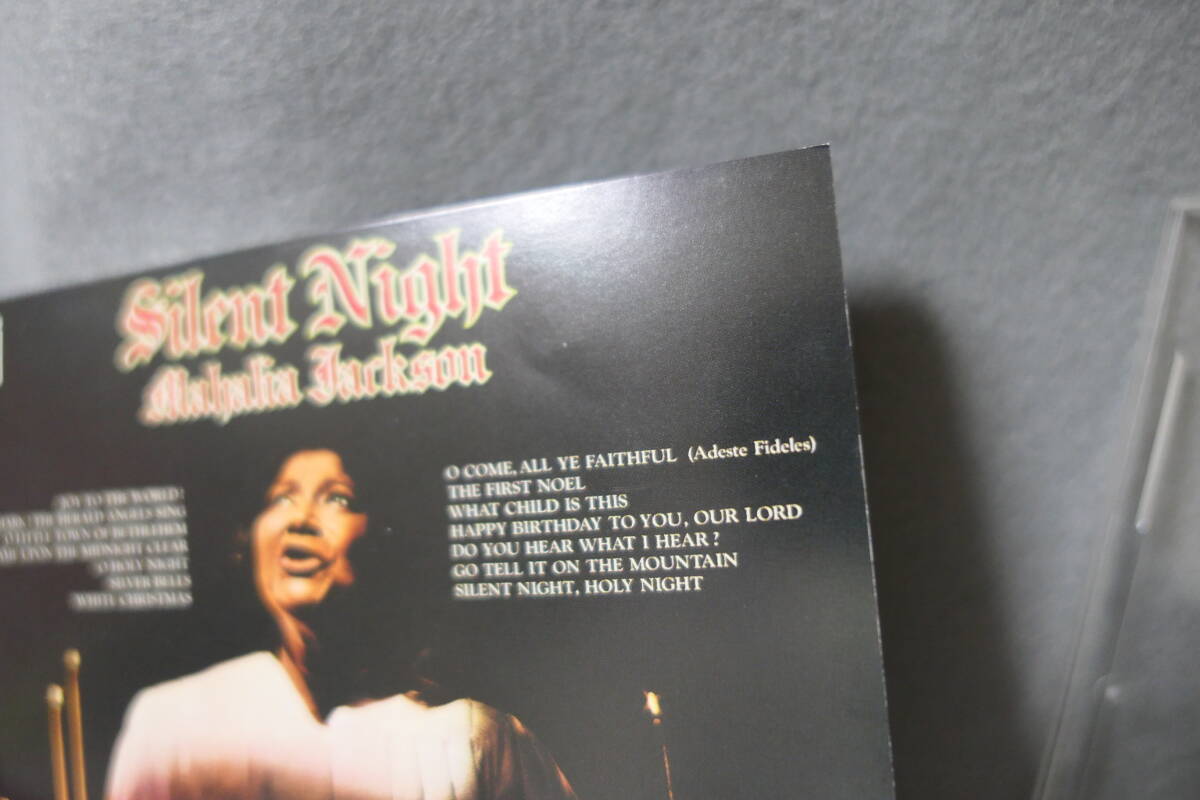 Silent Night
Mahalia Jackson
JOY TO THE WORLD!
THE HERALD ANGELS SING
LITTLE TOWN OF BETHLEHEM
UPON THE MIDNIGHT CLEAR
O HOLY NIGHT
SILVER BELLS
WHITE CHRISTMAS
O COME, ALL YE FAITHFUL (Adeste Fideles)
THE FIRST NOEL
WHAT CHILD IS THIS
HAPPY BIRTHDAY TO YOU, OUR LORD
DO YOU HEAR WHAT I HEAR?
GO TELL IT ON THE MOUNTAIN
SILENT NIGHT, HOLY NIGHT